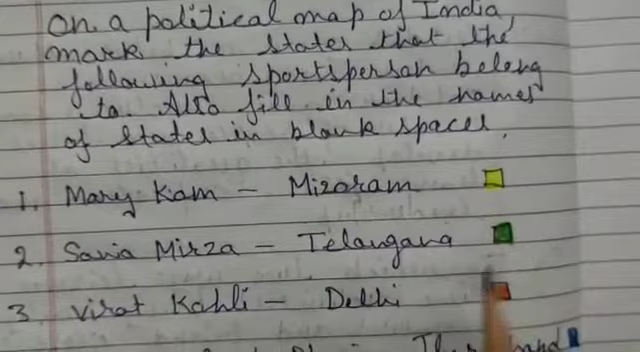 On a political map of India,
mark the states that the
following sportsperson belong
to. Also fill in the names
of states in blank spaces.
1. Mary Kom - Mizoram
2. Sania Mirza - Telangana
3 Virat Kohli - Delhi